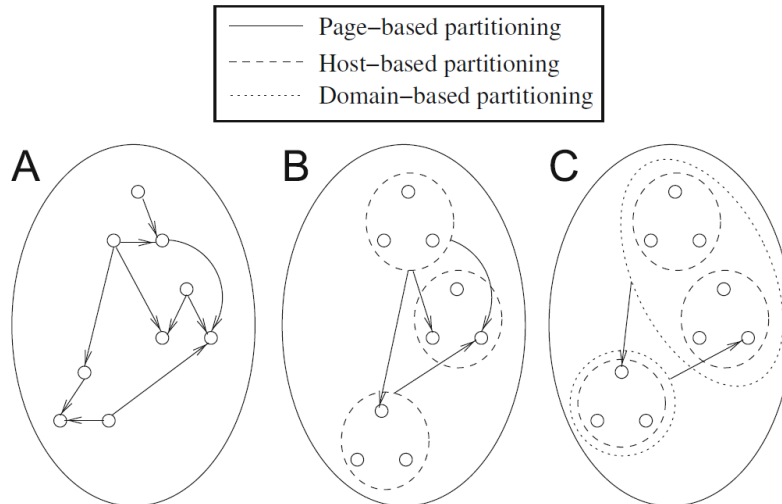 Page-based partitioning
Host-based partitioning
Domain-based partitioning
A
B
C